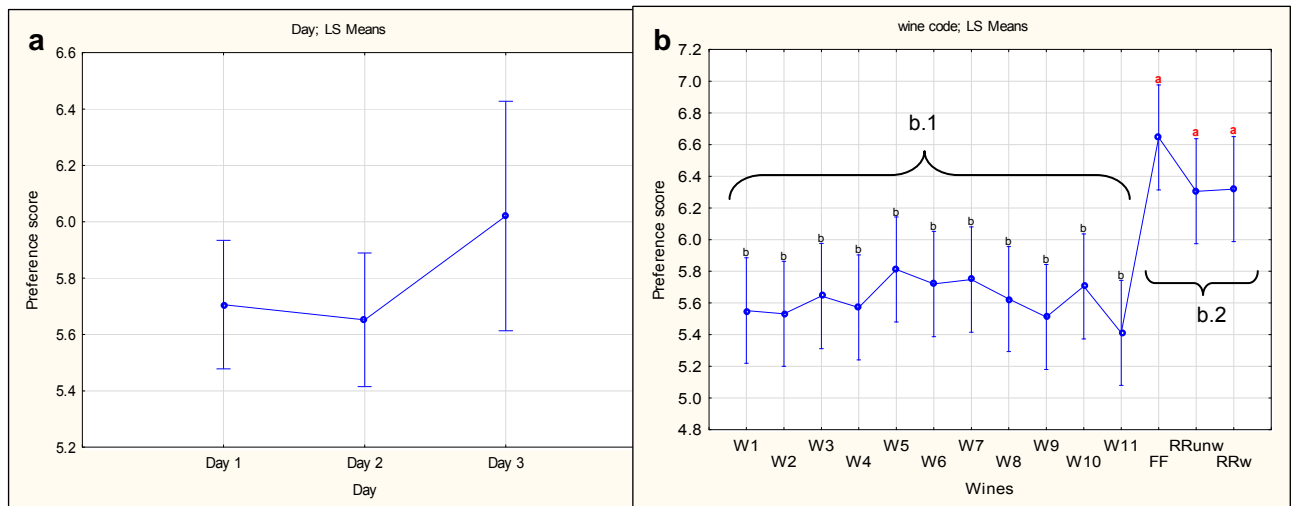 a
Day; LS Means
6.6
6.4
6.2
6.0
5.8
5.6
5.4
5.2
Preference score
Day 1 Day 2 Day 3
Day
b
wine code; LS Means
7.2
7.0
6.8
6.6
6.4
6.2
6.0
5.8
5.6
5.4
5.2
5.0
4.8
Preference score
b.1
a
a a
b b b b b b b b b b b
b.2
W1 W3 W5 W7 W9 W11 RRunw
W2 W4 W6 W8 W10 FF RRw
Wines